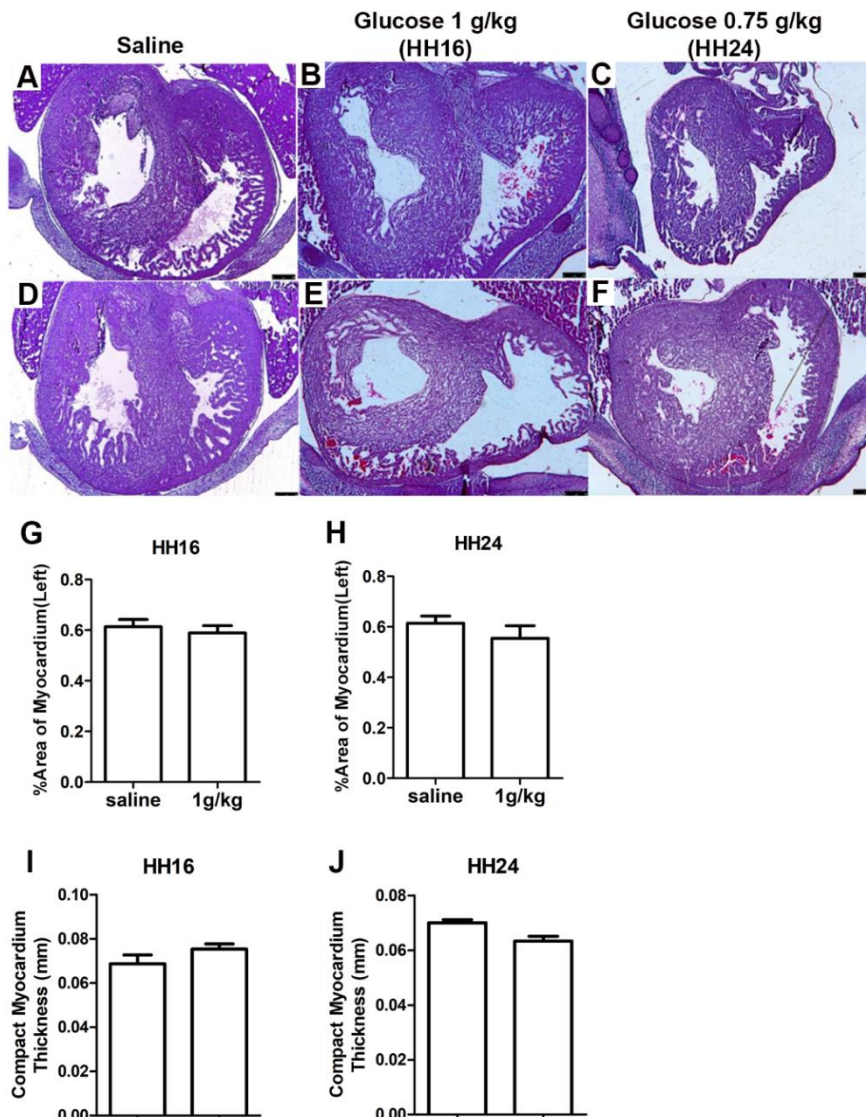 Saline
Glucose 1 g/kg
(HH16)
Glucose 0.75 g/kg
(HH24)
A
B
C
D
E
F
G
HH16
%Area of Myocardium(Left)
0.8
0.6
0.4
0.2
0.0
saline
1g/kg
H
HH24
%Area of Myocardium(Left)
0.8
0.6
0.4
0.2
0.0
saline
1g/kg
I
HH16
Compact Myocardium
Thickness (mm)
0.10
0.08
0.06
0.04
0.02
0.00
J
HH24
Compact Myocardium
Thickness (mm)
0.08
0.06
0.04
0.02
0.00